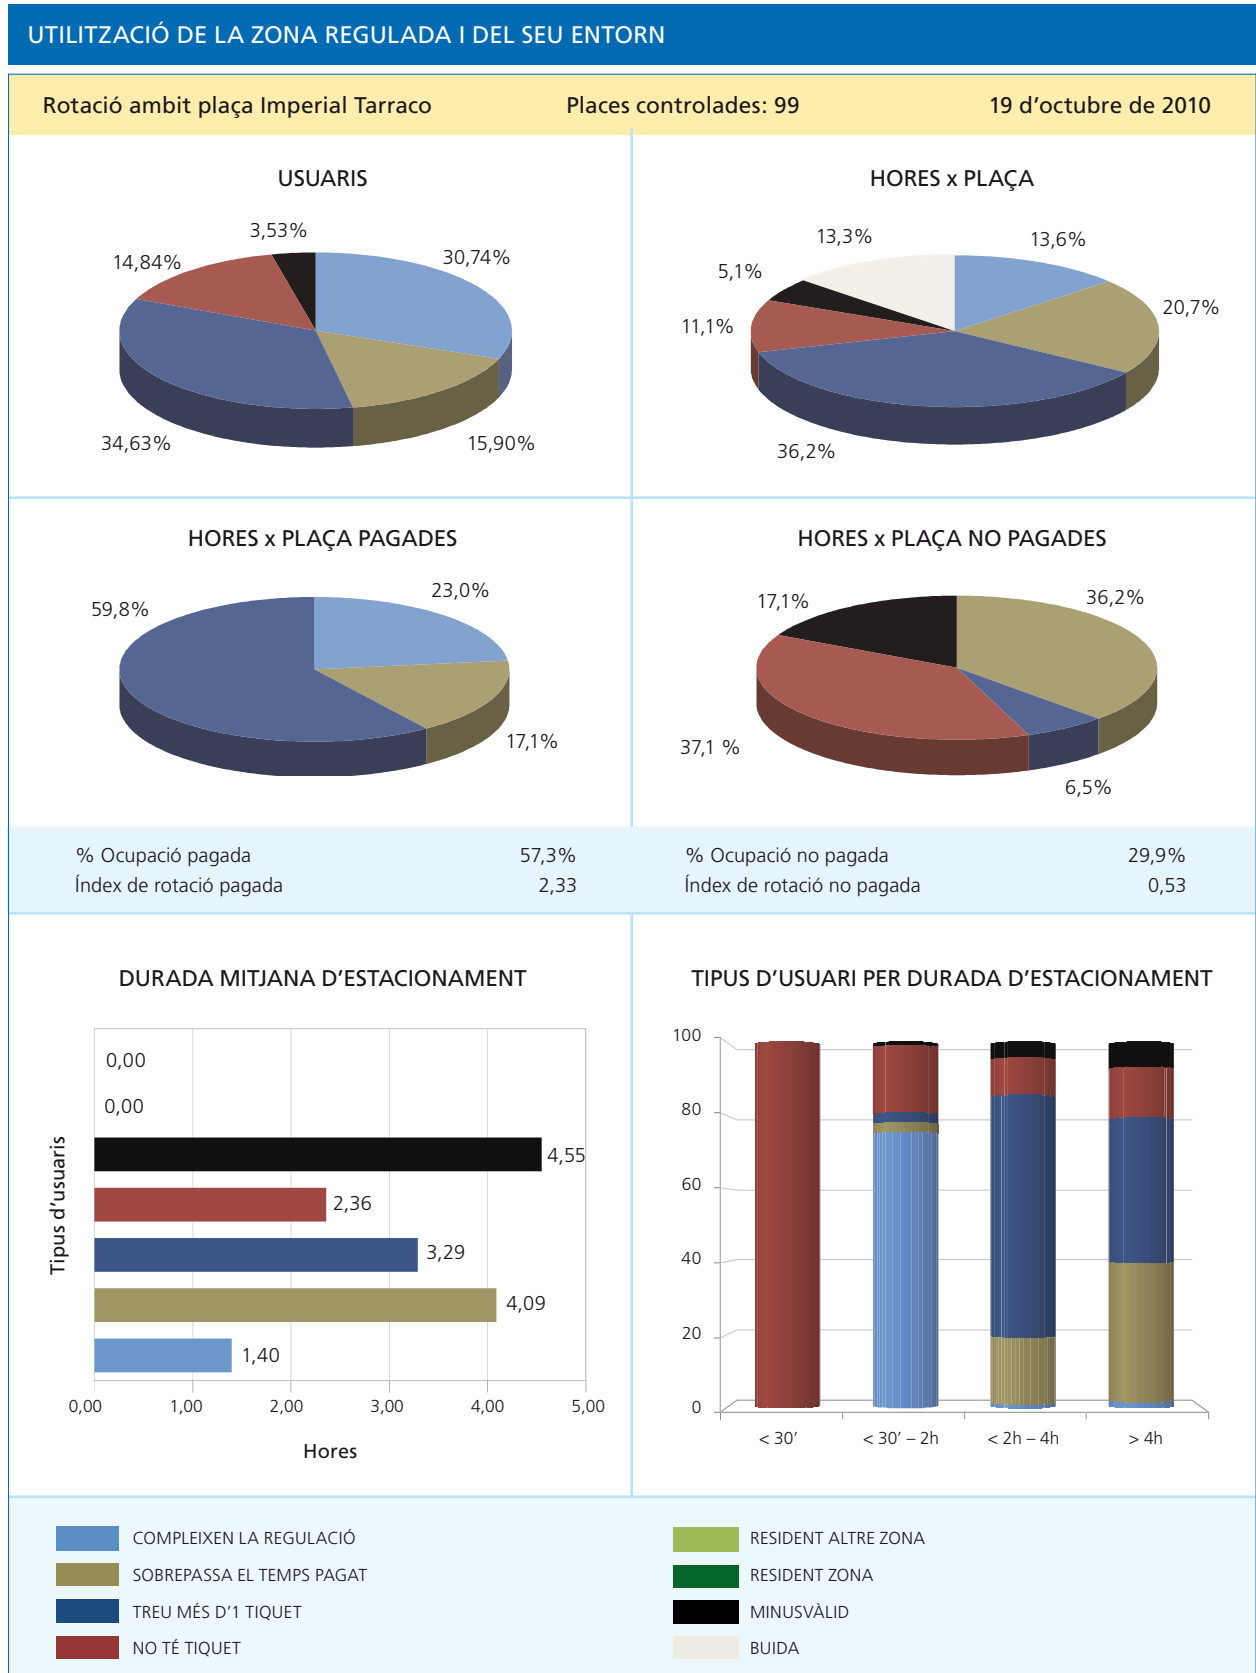 UTILITZACIÓ DE LA ZONA REGULADA I DEL SEU ENTORN
Rotació ambit plaça Imperial Tarraco Places controlades: 99 19 d'octubre de 2010
USUARIS
3,53%
30,74%
14,84%
34,63%
15,90%
HORES x PLAÇA
13,3%
13,6%
5,1%
20,7%
11,1%
36,2%
HORES x PLAÇA PAGADES
23,0%
59,8%
17,1%
HORES x PLAÇA NO PAGADES
17,1%
36,2%
37,1 %
6,5%
% Ocupació pagada 57,3%
Índex de rotació pagada 2,33
% Ocupació no pagada 29,9%
Índex de rotació no pagada 0,53
DURADA MITJANA D'ESTACIONAMENT
Tipus d'usuaris
0,00
0,00
4,55
2,36
3,29
4,09
1,40
0,00 1,00 2,00 3,00 4,00 5,00
Hores
TIPUS D'USUARI PER DURADA D'ESTACIONAMENT
100
80
60
40
20
0
< 30' < 30' – 2h < 2h – 4h > 4h
COMPLEIXEN LA REGULACIÓ
SOBREPASSA EL TEMPS PAGAT
TREU MÉS D'1 TIQUET
NO TÉ TIQUET
RESIDENT ALTRE ZONA
RESIDENT ZONA
MINUSVÀLID
BUIDA